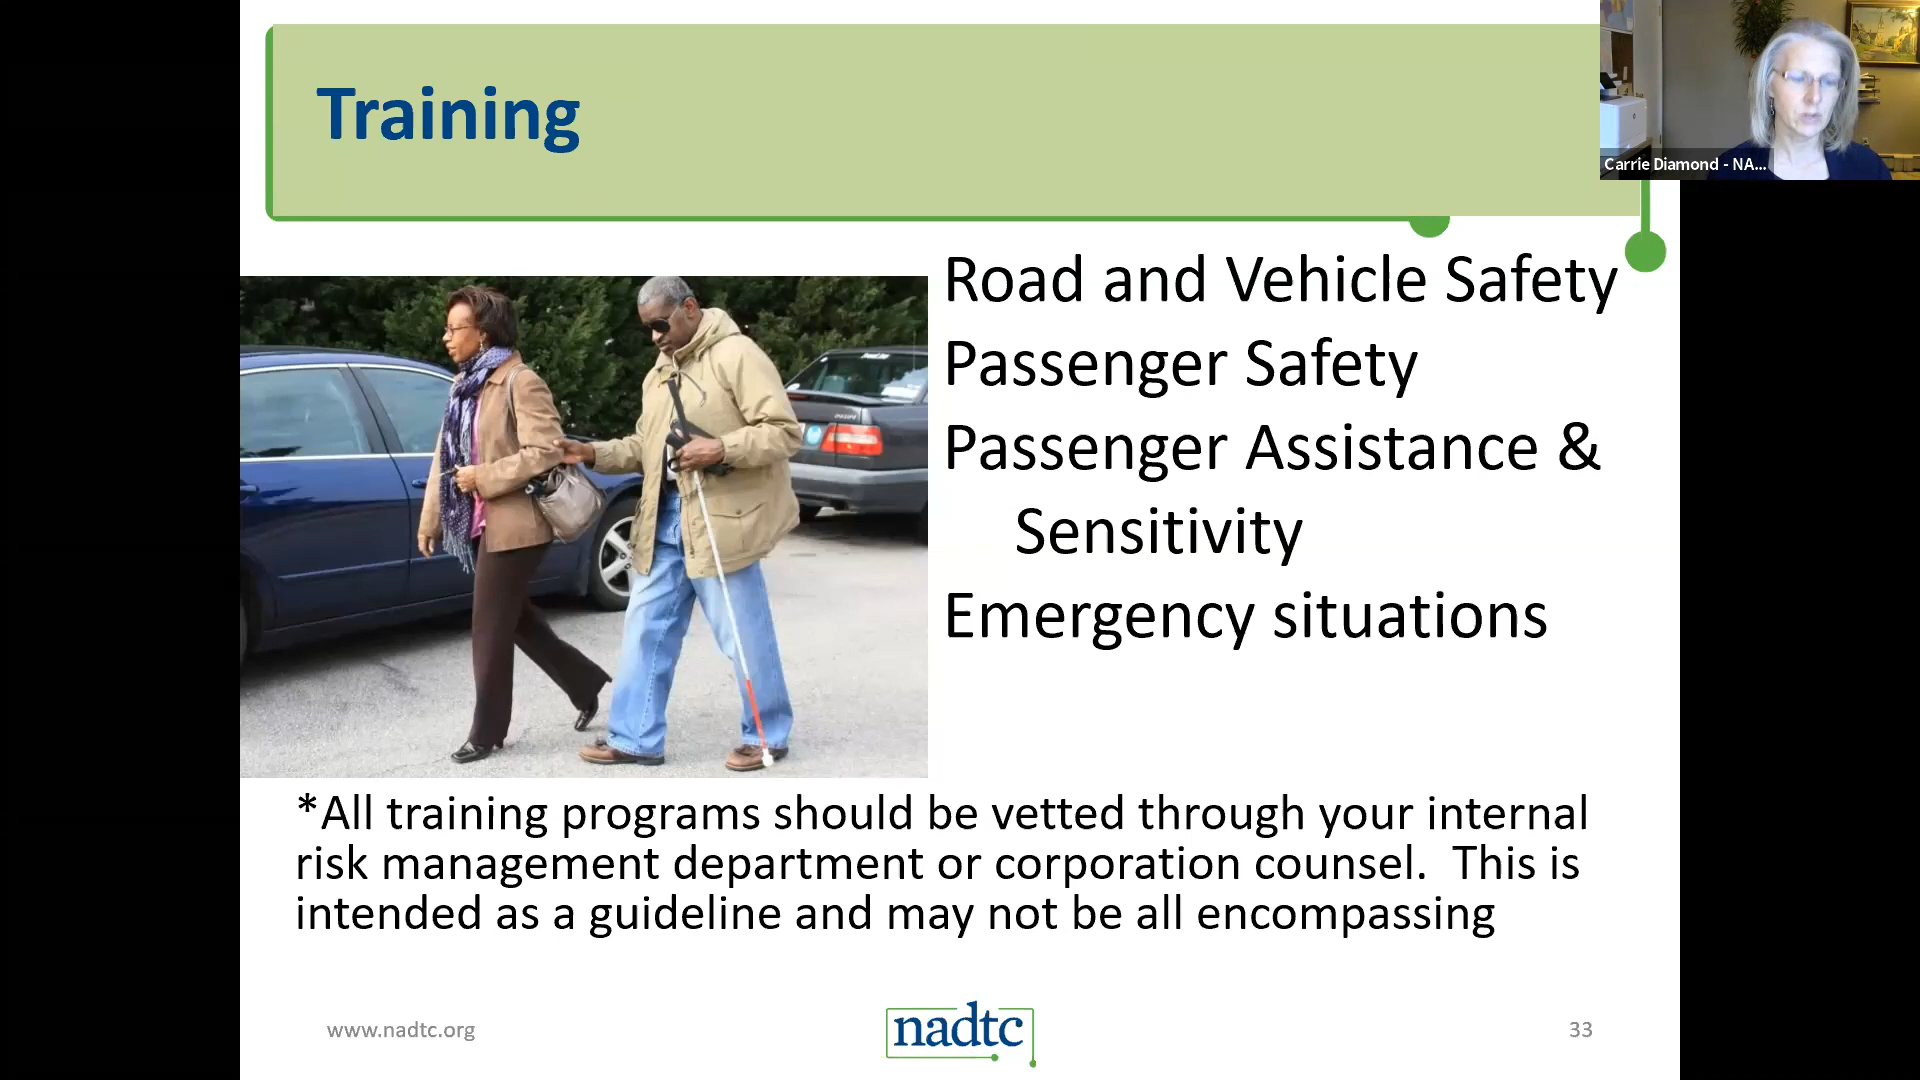 Training
Carrie Diamond - NA...
Road and Vehicle Safety
Passenger Safety
Passenger Assistance &
Sensitivity
Emergency situations
*All training programs should be vetted through your internal
risk management department or corporation counsel.  This is
intended as a guideline and may not be all encompassing
www.nadtc.org
nadtc
33